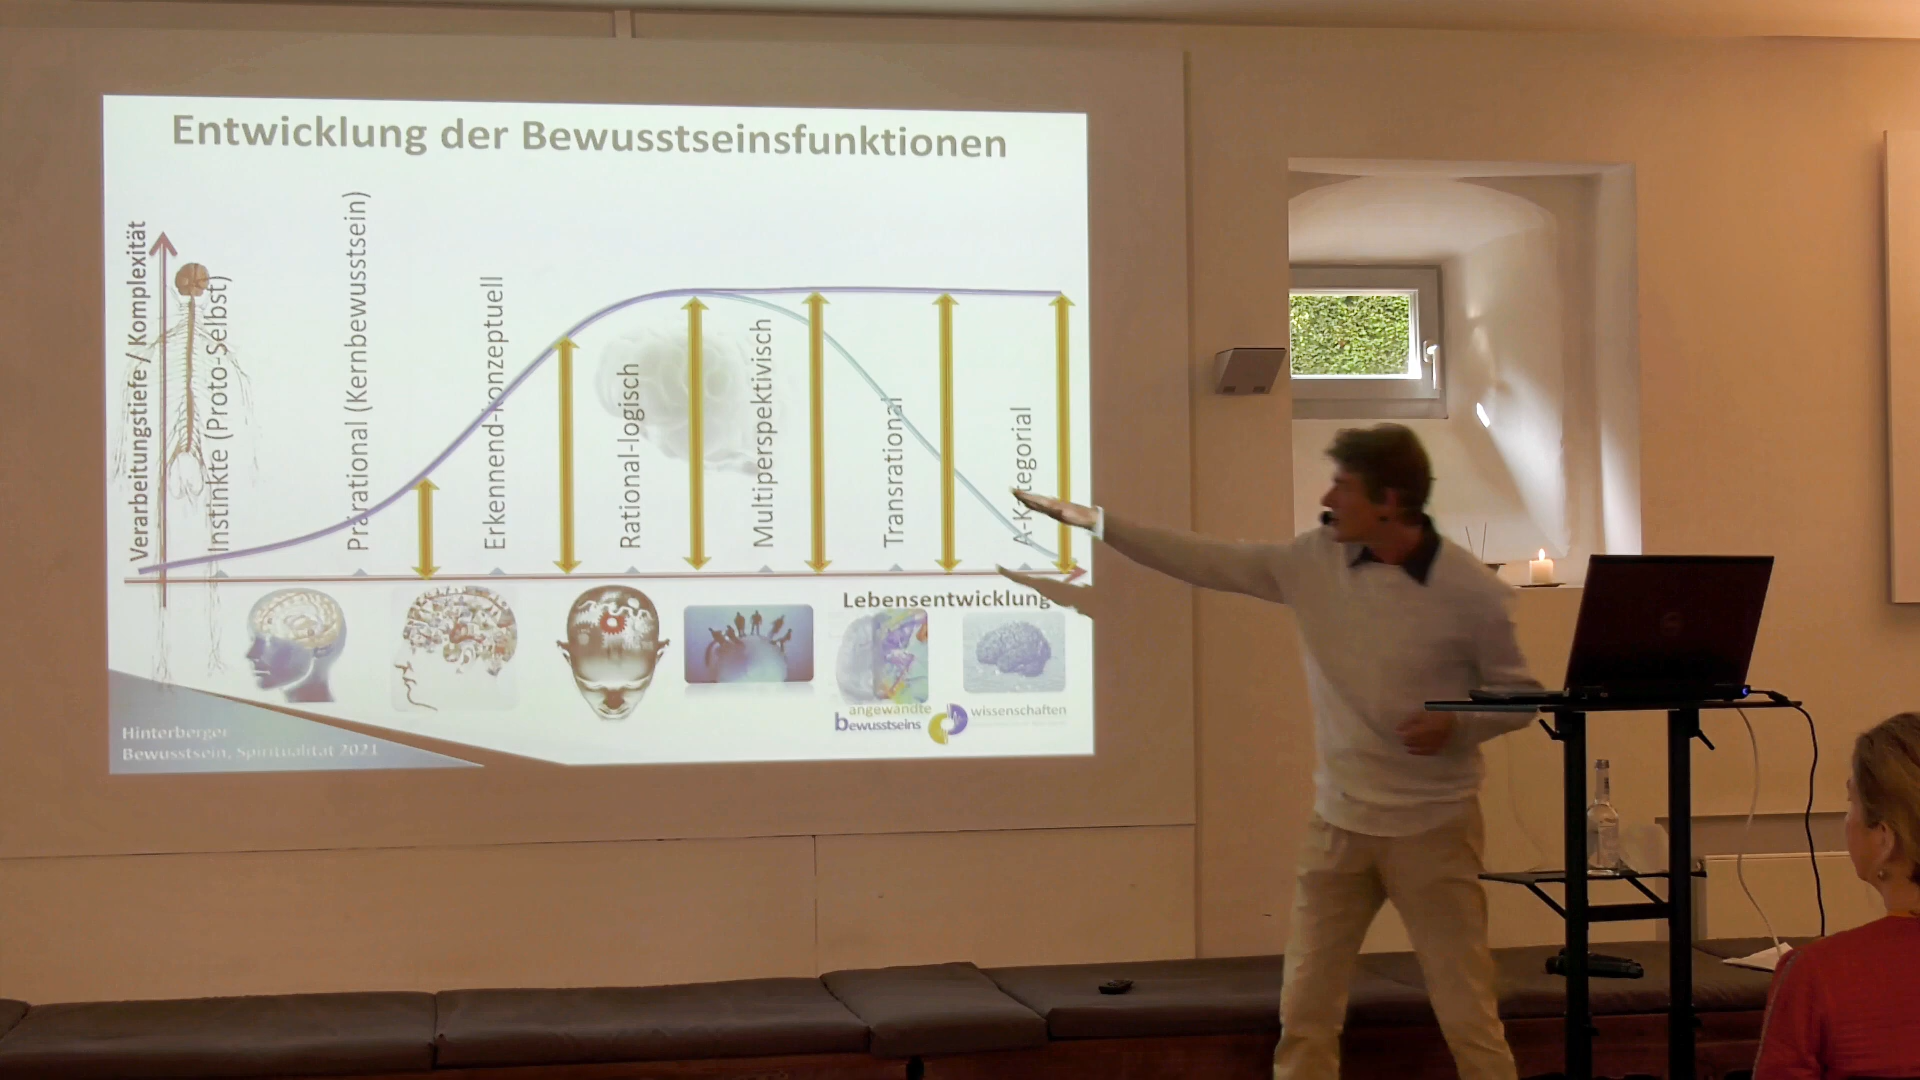 Entwicklung der Bewusstseinsfunktionen
Verarbeitungstiefe / Komplexität
Instinkte (Proto-Selbst)
Prärational (Kernbewusstsein)
Erkennend-konzeptuell
Rational-logisch
Multiperspektivisch
Transrational
A-Kategorial
Lebensentwicklung
angewandte
bewusstseins wissenschaften
Hinterberger
Bewusstsein, Spiritualität 2021